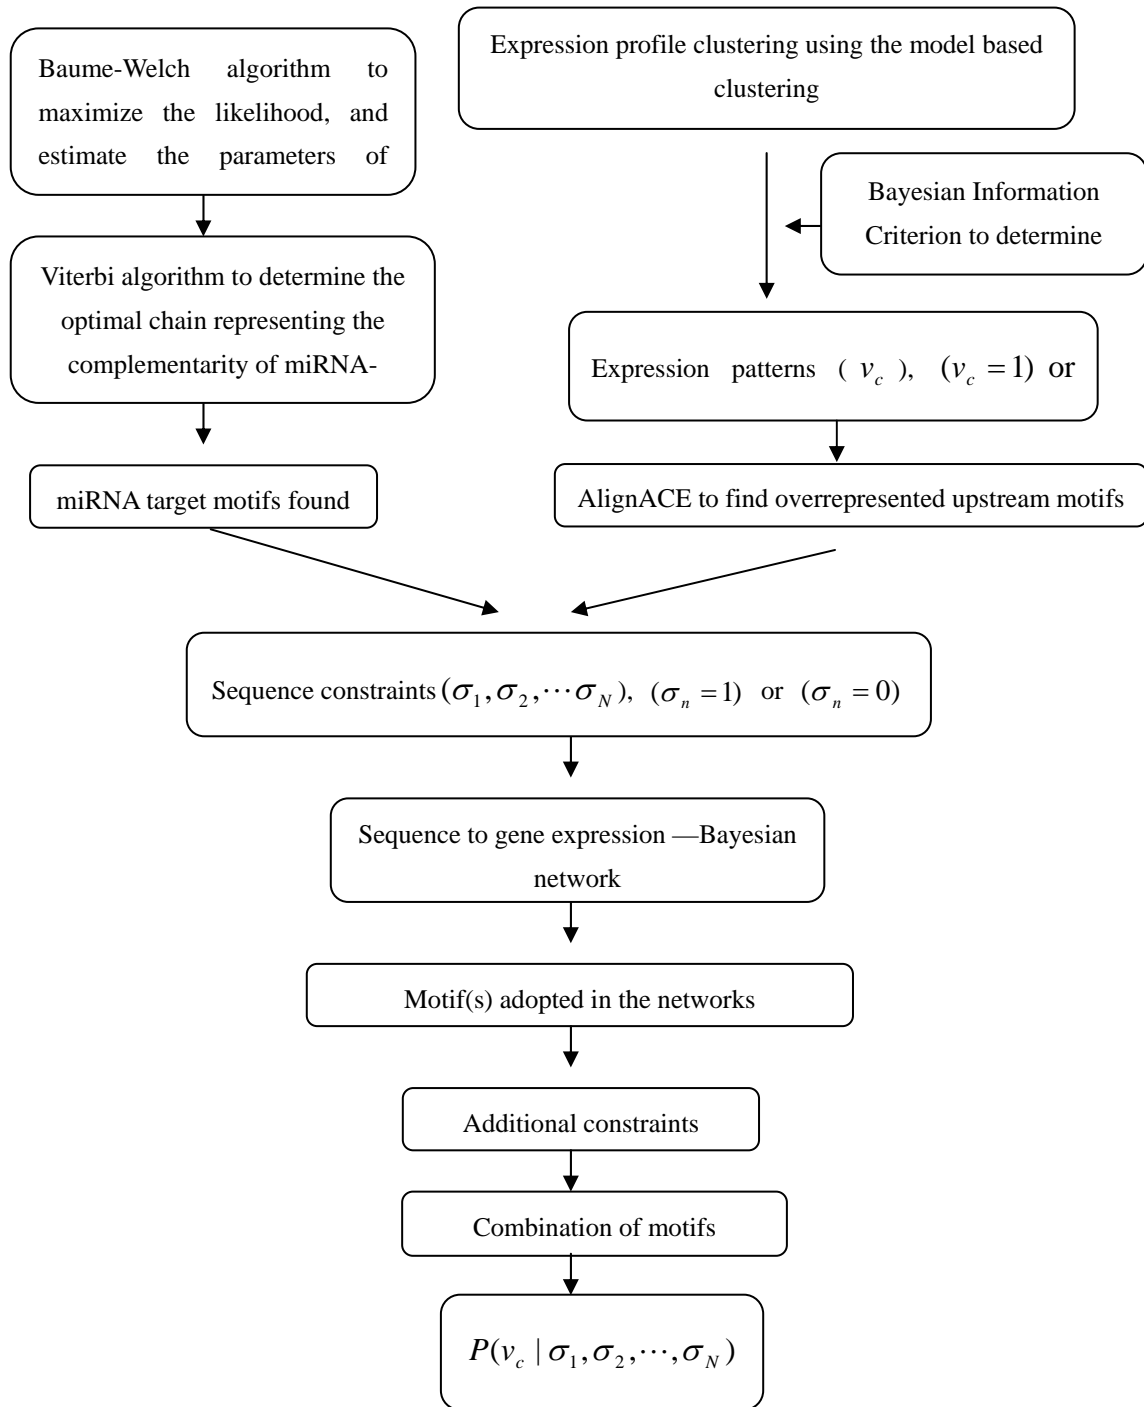 Baume-Welch algorithm to
maximize the likelihood, and
estimate the parameters of
Viterbi algorithm to determine the
optimal chain representing the
complementarity of miRNA-
miRNA target motifs found
Expression profile clustering using the model based
clustering
Bayesian Information
Criterion to determine
Expression patterns ( v_c ), (v_c = 1) or
AlignACE to find overrepresented upstream motifs
Sequence constraints (σ_1, σ_2, ⋯ σ_N), (σ_n = 1) or (σ_n = 0)
Sequence to gene expression —Bayesian
network
Motif(s) adopted in the networks
Additional constraints
Combination of motifs
P(v_c | σ_1, σ_2, ⋯, σ_N)